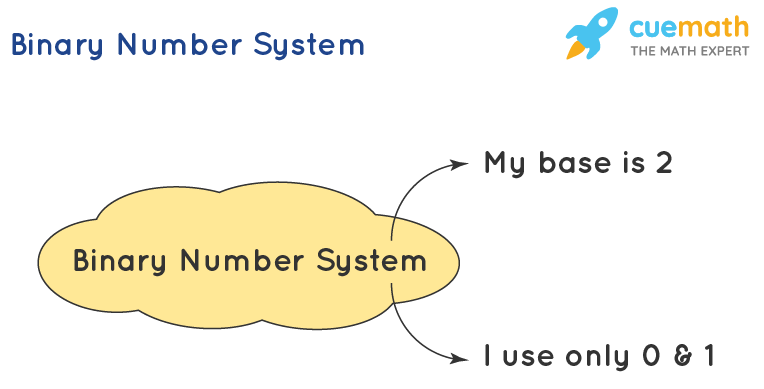 Binary Number System
cuemath
THE MATH EXPERT
My base is 2
Binary Number System
I use only 0 & 1